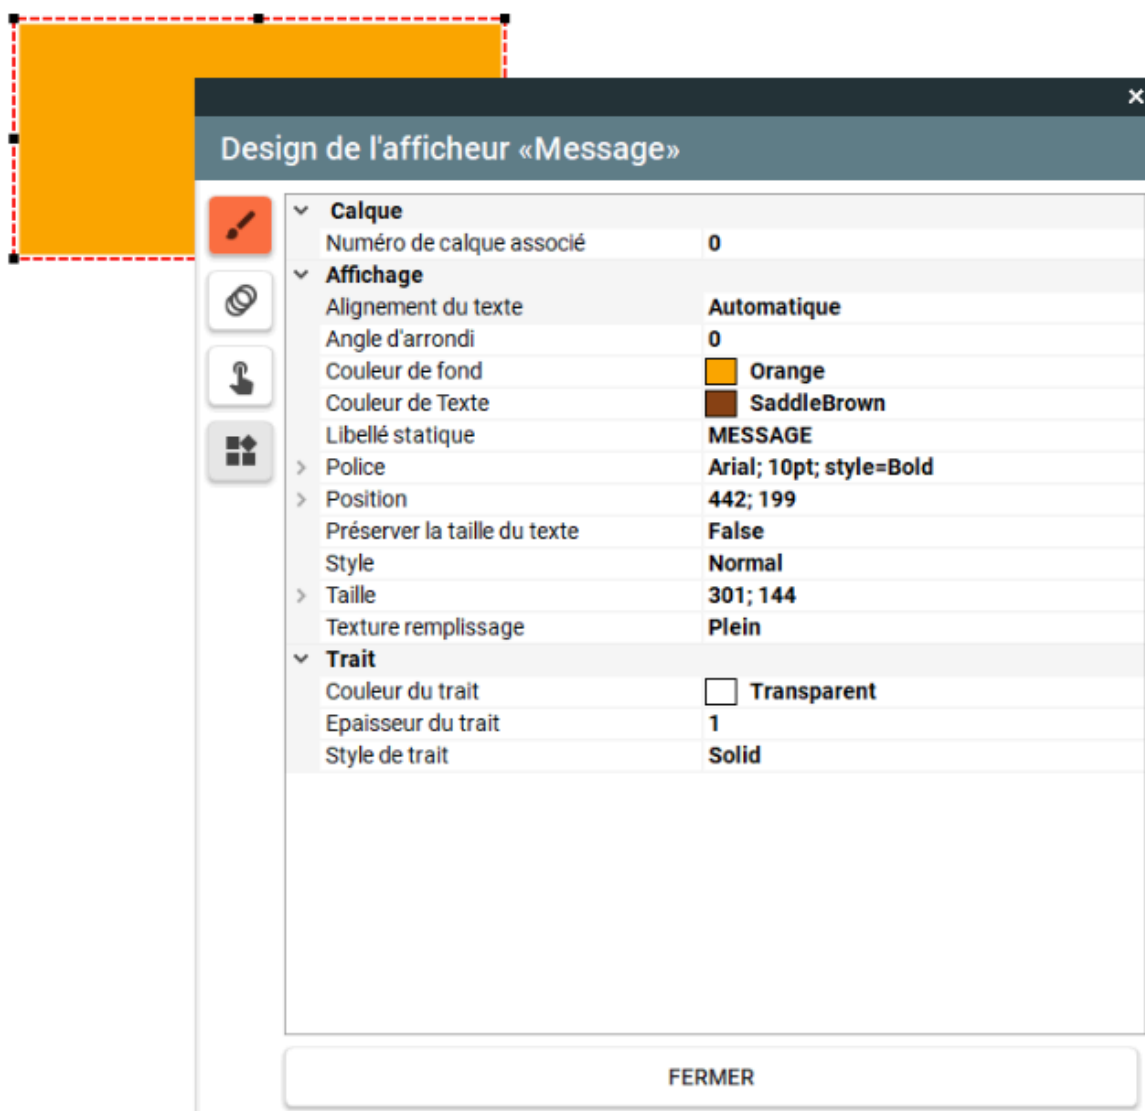 Design de l'afficheur «Message»
Calque
Numéro de calque associé 0
Affichage
Alignement du texte Automatique
Angle d'arrondi 0
Couleur de fond Orange
Couleur de Texte SaddleBrown
Libellé statique MESSAGE
Police Arial; 10pt; style=Bold
Position 442; 199
Préserver la taille du texte False
Style Normal
Taille 301; 144
Texture remplissage Plein
Trait
Couleur du trait Transparent
Epaisseur du trait 1
Style de trait Solid
FERMER